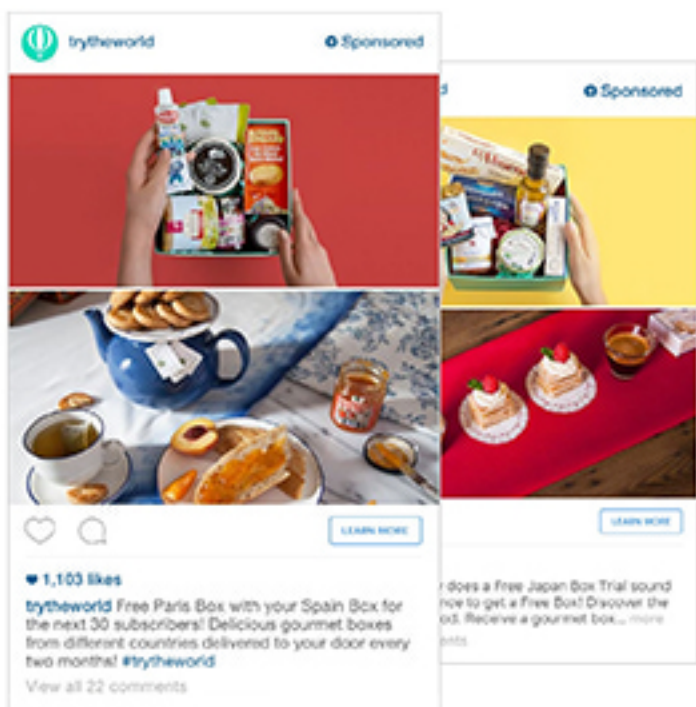 trytheworld
Sponsored
LEARN MORE
1,103 likes
trytheworld Free Paris Box with your Spain Box for
the next 30 subscribers! Delicious gourmet boxes
from different countries delivered to your door every
two months! #trytheworld
View all 22 comments
Sponsored
LEARN MORE
does a Free Japan Box Trial sound
nce to get a Free Box! Discover the
od. Receive a gourmet box... more
ents